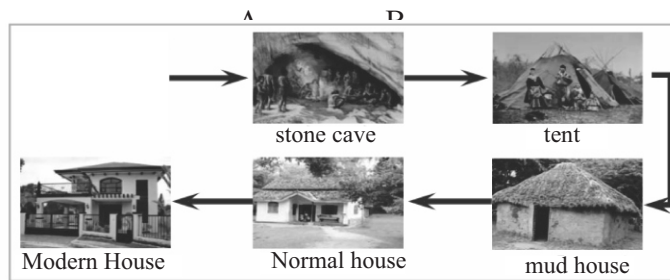 A B
stone cave
tent
Modern House
Normal house
mud house